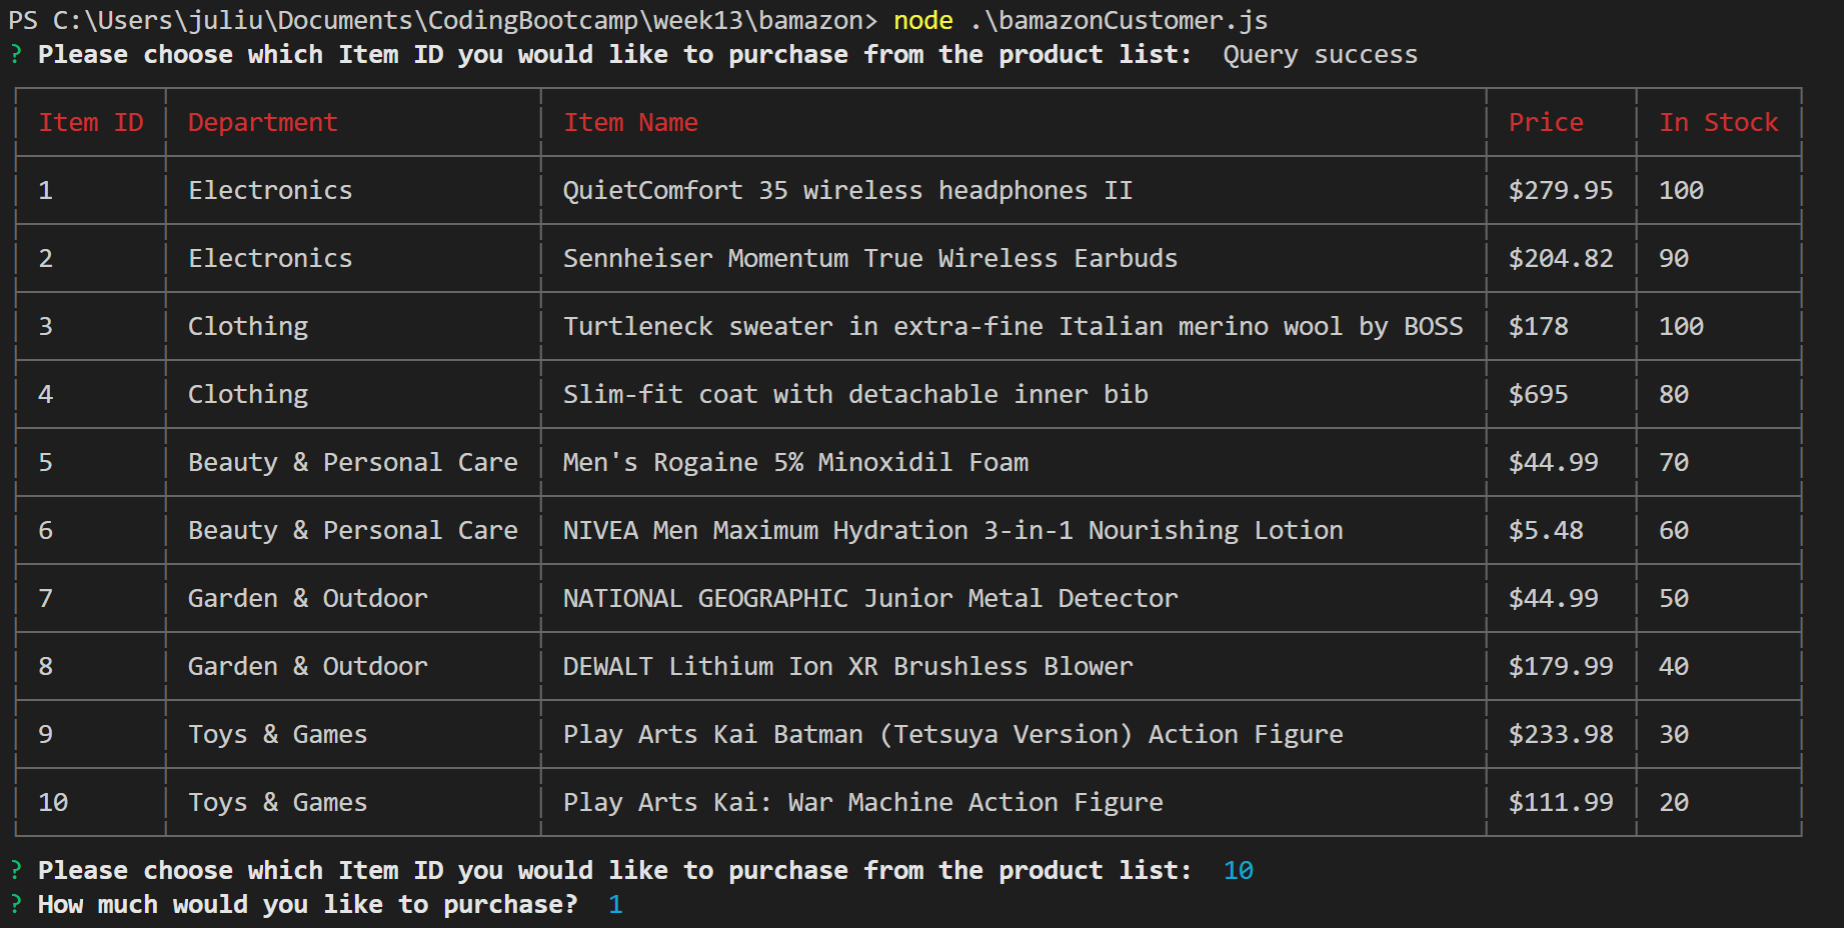 PS C:\Users\juliu\Documents\CodingBootcamp\week13\bamazon> node .\bamazonCustomer.js
? Please choose which Item ID you would like to purchase from the product list:  Query success
Item ID Department Item Name Price In Stock
1 Electronics QuietComfort 35 wireless headphones II $279.95 100
2 Electronics Sennheiser Momentum True Wireless Earbuds $204.82 90
3 Clothing Turtleneck sweater in extra-fine Italian merino wool by BOSS $178 100
4 Clothing Slim-fit coat with detachable inner bib $695 80
5 Beauty & Personal Care Men's Rogaine 5% Minoxidil Foam $44.99 70
6 Beauty & Personal Care NIVEA Men Maximum Hydration 3-in-1 Nourishing Lotion $5.48 60
7 Garden & Outdoor NATIONAL GEOGRAPHIC Junior Metal Detector $44.99 50
8 Garden & Outdoor DEWALT Lithium Ion XR Brushless Blower $179.99 40
9 Toys & Games Play Arts Kai Batman (Tetsuya Version) Action Figure $233.98 30
10 Toys & Games Play Arts Kai: War Machine Action Figure $111.99 20
? Please choose which Item ID you would like to purchase from the product list:  10
? How much would you like to purchase?  1